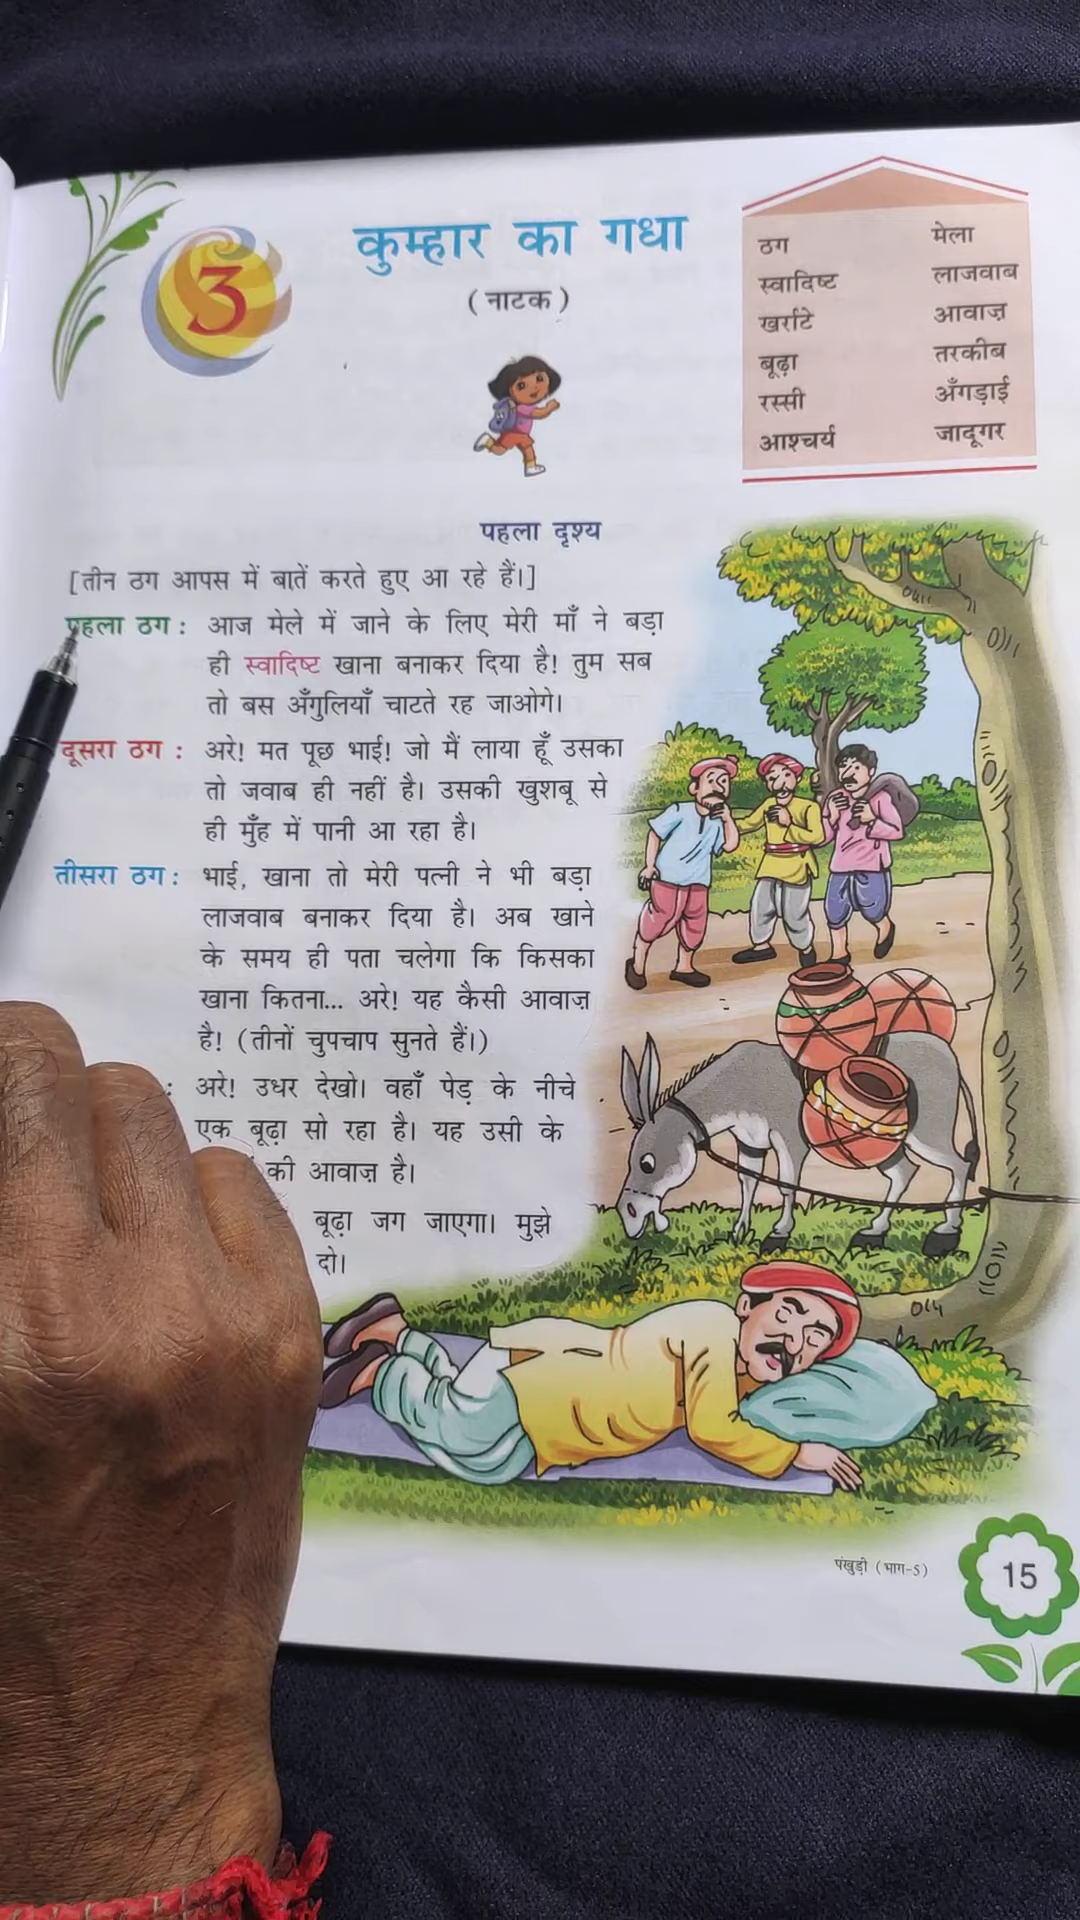 3
कुम्हार का गधा
(नाटक)
ठग मेला
स्वादिष्ट लाजवाब
खर्राटे आवाज़
बूढ़ा तरकीब
रस्सी अँगड़ाई
आश्चर्य जादूगर
पहला दृश्य
[तीन ठग आपस में बातें करते हुए आ रहे हैं।]
पहला ठग : आज मेले में जाने के लिए मेरी माँ ने बड़ा
ही स्वादिष्ट खाना बनाकर दिया है! तुम सब
तो बस अँगुलियाँ चाटते रह जाओगे।
दूसरा ठग : अरे! मत पूछ भाई! जो मैं लाया हूँ उसका
तो जवाब ही नहीं है। उसकी खुशबू से
ही मुँह में पानी आ रहा है।
तीसरा ठग : भाई, खाना तो मेरी पत्नी ने भी बड़ा
लाजवाब बनाकर दिया है। अब खाने
के समय ही पता चलेगा कि किसका
खाना कितना... अरे! यह कैसी आवाज़
है! (तीनों चुपचाप सुनते हैं।)
: अरे! उधर देखो। वहाँ पेड़ के नीचे
एक बूढ़ा सो रहा है। यह उसी के
की आवाज़ है।
बूढ़ा जग जाएगा। मुझे
दो।
पंखुड़ी (भाग-5)
15